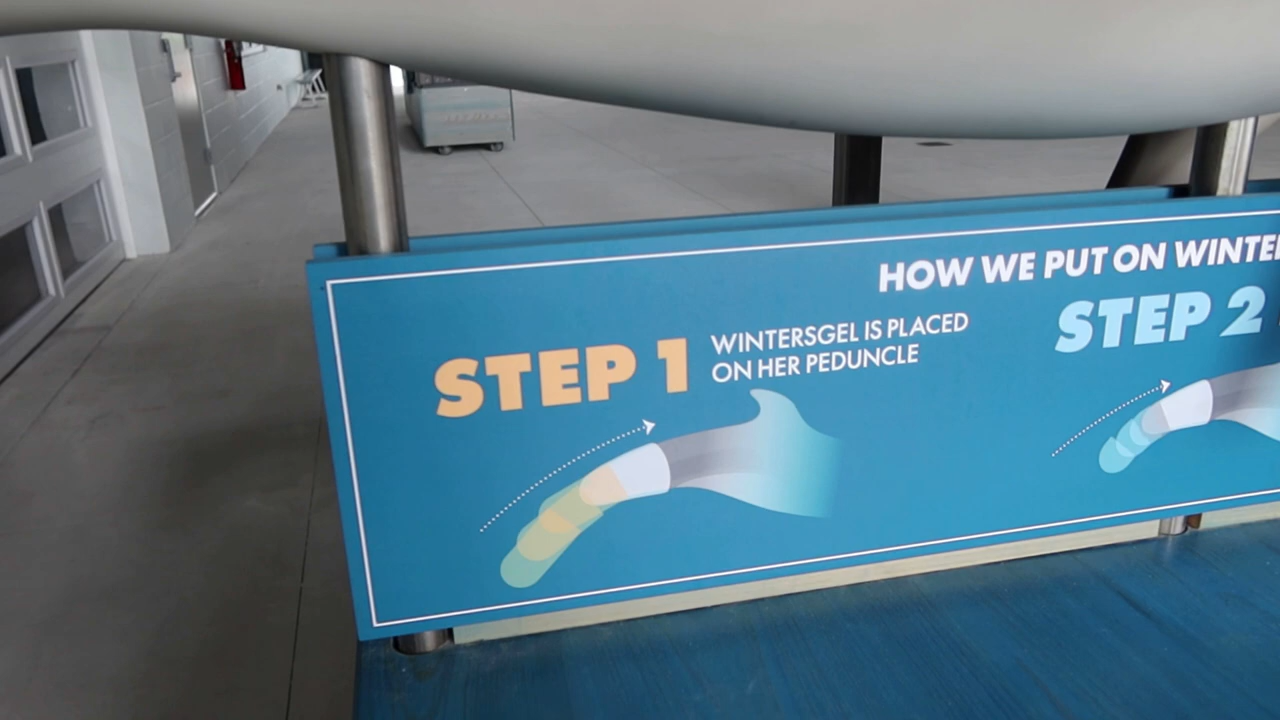 HOW WE PUT ON
STEP 1
WINTERSGEL IS PLACED
ON HER PEDUNCLE
STEP 2